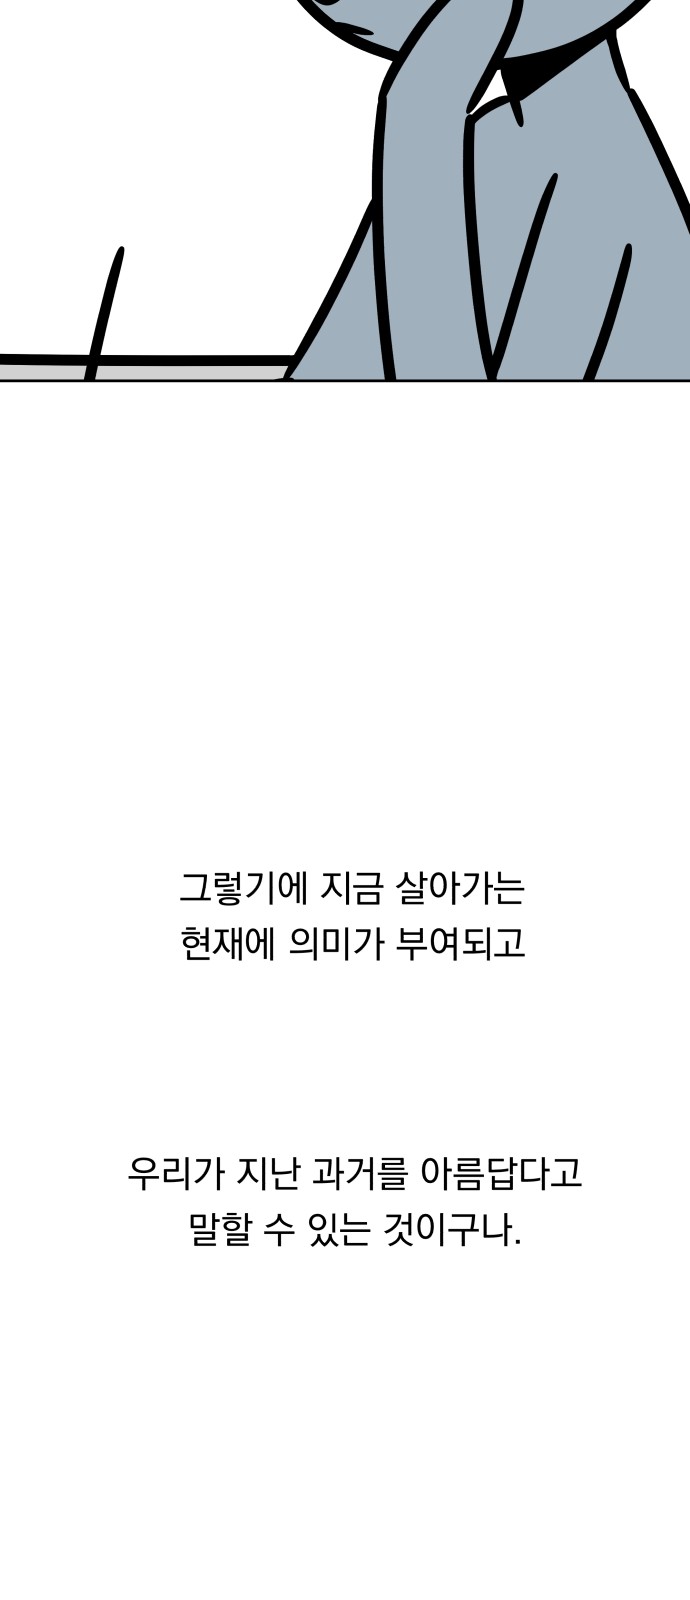 그렇기에 지금 살아가는
현재에 의미가 부여되고
우리가 지난 과거를 아름답다고
말할 수 있는 것이구나.